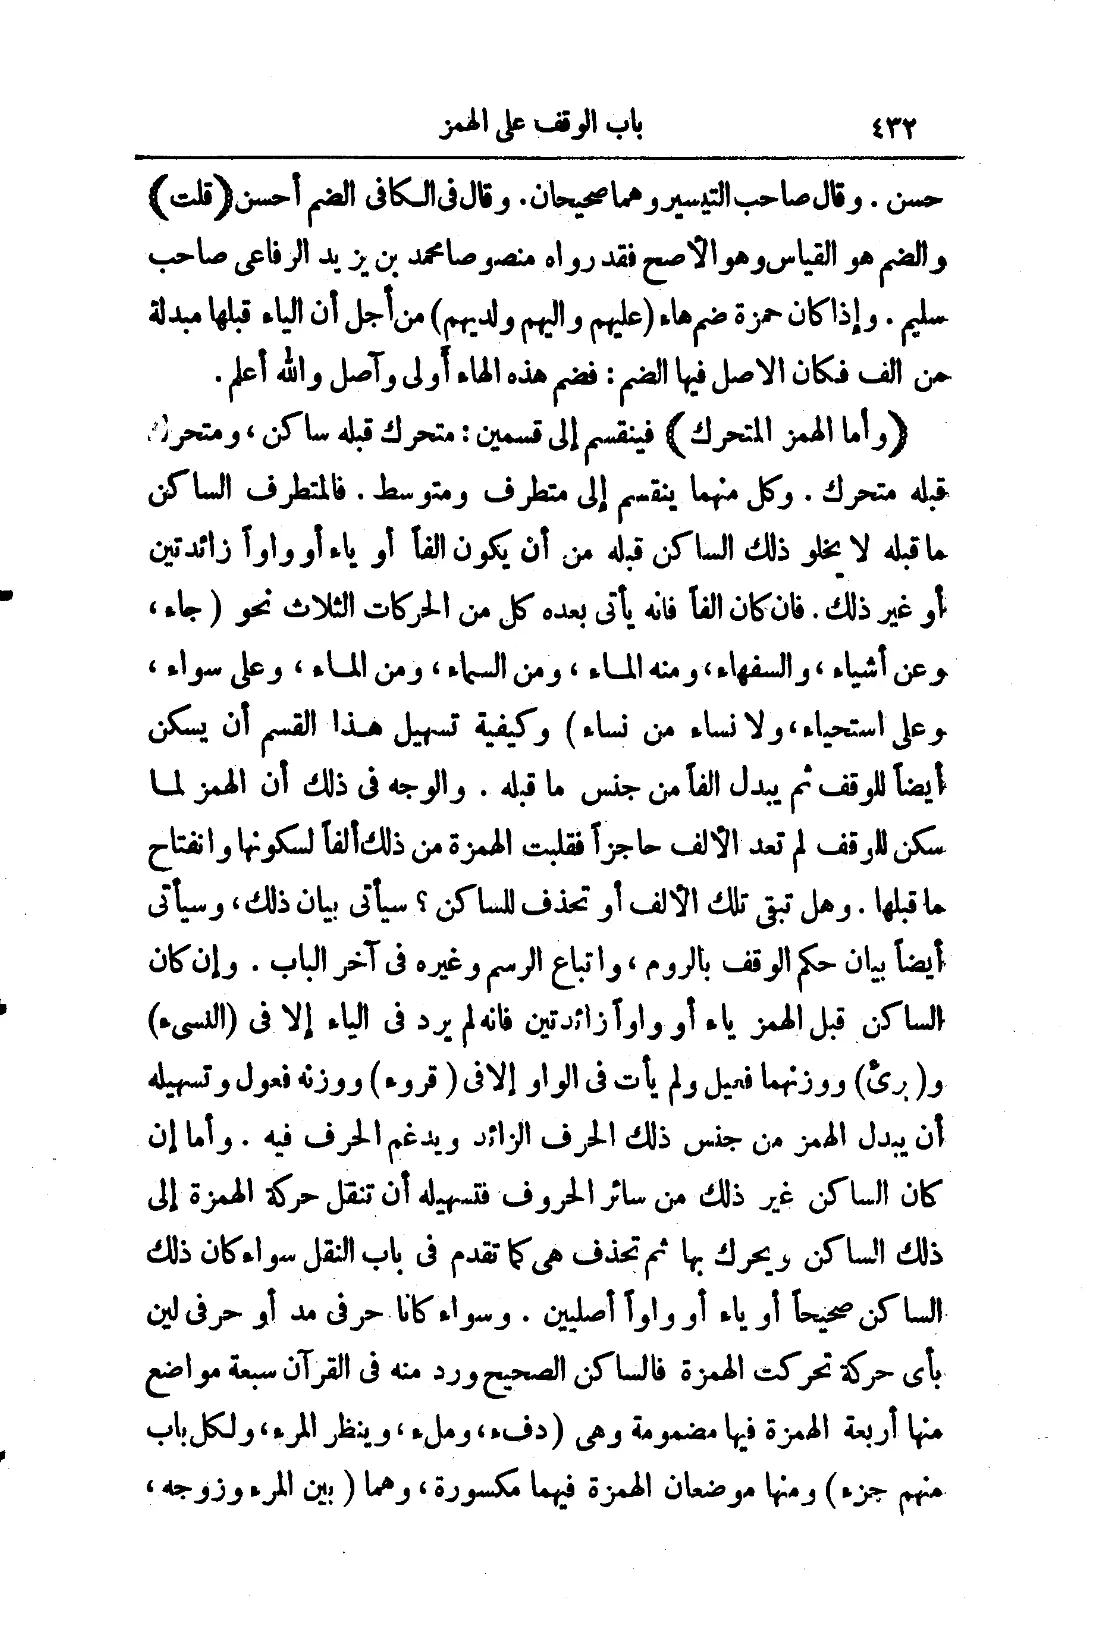 ٤٣٢ باب الوقف على الهمز
حسن . وقال صاحب التيسير وهما صحيحان. وقال فى الكافى الضم أحسن (قلت)
والضم هو القياس وهو الأصح فقد رواه منصوصا محمد بن يزيد الرفاعى صاحب
سليم . وإذا كان حمزة ضم هاء (عليهم واليهم ولديهم) من أجل أن الياء قبلها مبدلة
من الف فكان الاصل فيها الضم : فضم هذه الهاء أولى وآصل والله أعلم .
(وأما الهمز المتحرك) فينقسم إلى قسمين : متحرك قبله ساكن ، ومتحرك
قبله متحرك . وكل منهما ينقسم إلى متطرف ومتوسط . فالمتطرف الساكن
ما قبله لا يخلو ذلك الساكن قبله من أن يكون الفاً أو ياء أو واواً زائدتين
أو غير ذلك . فان كان الفاً فانه يأتى بعده كل من الحركات الثلاث نحو (جاء ،
وعن أشياء ، والسفهاء، ومنه الماء ، ومن السماء ، ومن الماء ، وعلى سواء ،
وعلى استحياء، ولا نساء من نساء) وكيفية تسهيل هذا القسم أن يسكن
أيضاً للوقف ثم يبدل الفاً من جنس ما قبله . والوجه فى ذلك أن الهمز لما
سكن للوقف لم تعد الألف حاجزاً فقلبت الهمزة من ذلك ألفاً لسكونها وانفتاح
ما قبلها . وهل تبقى تلك الألف أو تحذف للساكن ؟ سيأتى بيان ذلك ، وسيأتى
أيضاً بيان حكم الوقف بالروم ، واتباع الرسم وغيره فى آخر الباب . وإن كان
الساكن قبل الهمز ياء أو واواً زائدتين فانه لم يرد فى الياء إلا فى (النسىء)
و(برئ) ووزنهما فعيل ولم يأت فى الواو إلا فى (قروء) ووزنه فعول وتسهيله
أن يبدل الهمز من جنس ذلك الحرف الزائد ويدغم الحرف فيه . وأما إن
كان الساكن غير ذلك من سائر الحروف فتسهيله أن تنقل حركة الهمزة إلى
ذلك الساكن ويحرك بها ثم تحذف هى كما تقدم فى باب النقل سواء كان ذلك
الساكن صحيحاً أو ياء أو واواً أصليين . وسواء كانا حرفى مد أو حرفى لين
بأى حركة تحركت الهمزة فالساكن الصحيح ورد منه فى القرآن سبعة مواضع
منها أربعة الهمزة فيها مضمومة وهى (دفء، وملء ، وينظر المرء، ولكل باب
منهم جزء) ومنها موضعان الهمزة فيهما مكسورة، وهما (بين المرء وزوجه ،